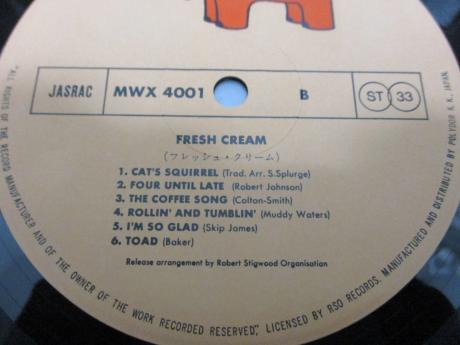 JASRAC MWX 4001 B ST 33
FRESH CREAM
(フレッシュ・クリーム)
1. CAT'S SQUIRREL (Trad. Arr. S.Splurge)
2. FOUR UNTIL LATE (Robert Johnson)
3. THE COFFEE SONG (Colton-Smith)
4. ROLLIN' AND TUMBLIN' (Muddy Waters)
5. I'M SO GLAD (Skip James)
6. TOAD (Baker)
Release arrangement by Robert Stigwood Organisation
"ALL RIGHTS OF THE RECORD MANUFACTURER AND OF THE OWNER OF THE WORK RECORDED RESERVED", LICENSED BY RSO RECORDS. MANUFACTURED AND DISTRIBUTED BY POLYDOR K.K. JAPAN.